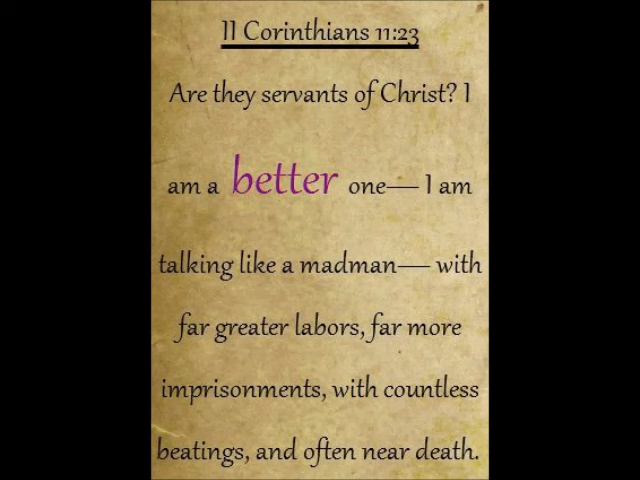 II Corinthians 11:23
Are they servants of Christ? I
am a better one— I am
talking like a madman— with
far greater labors, far more
imprisonments, with countless
beatings, and often near death.